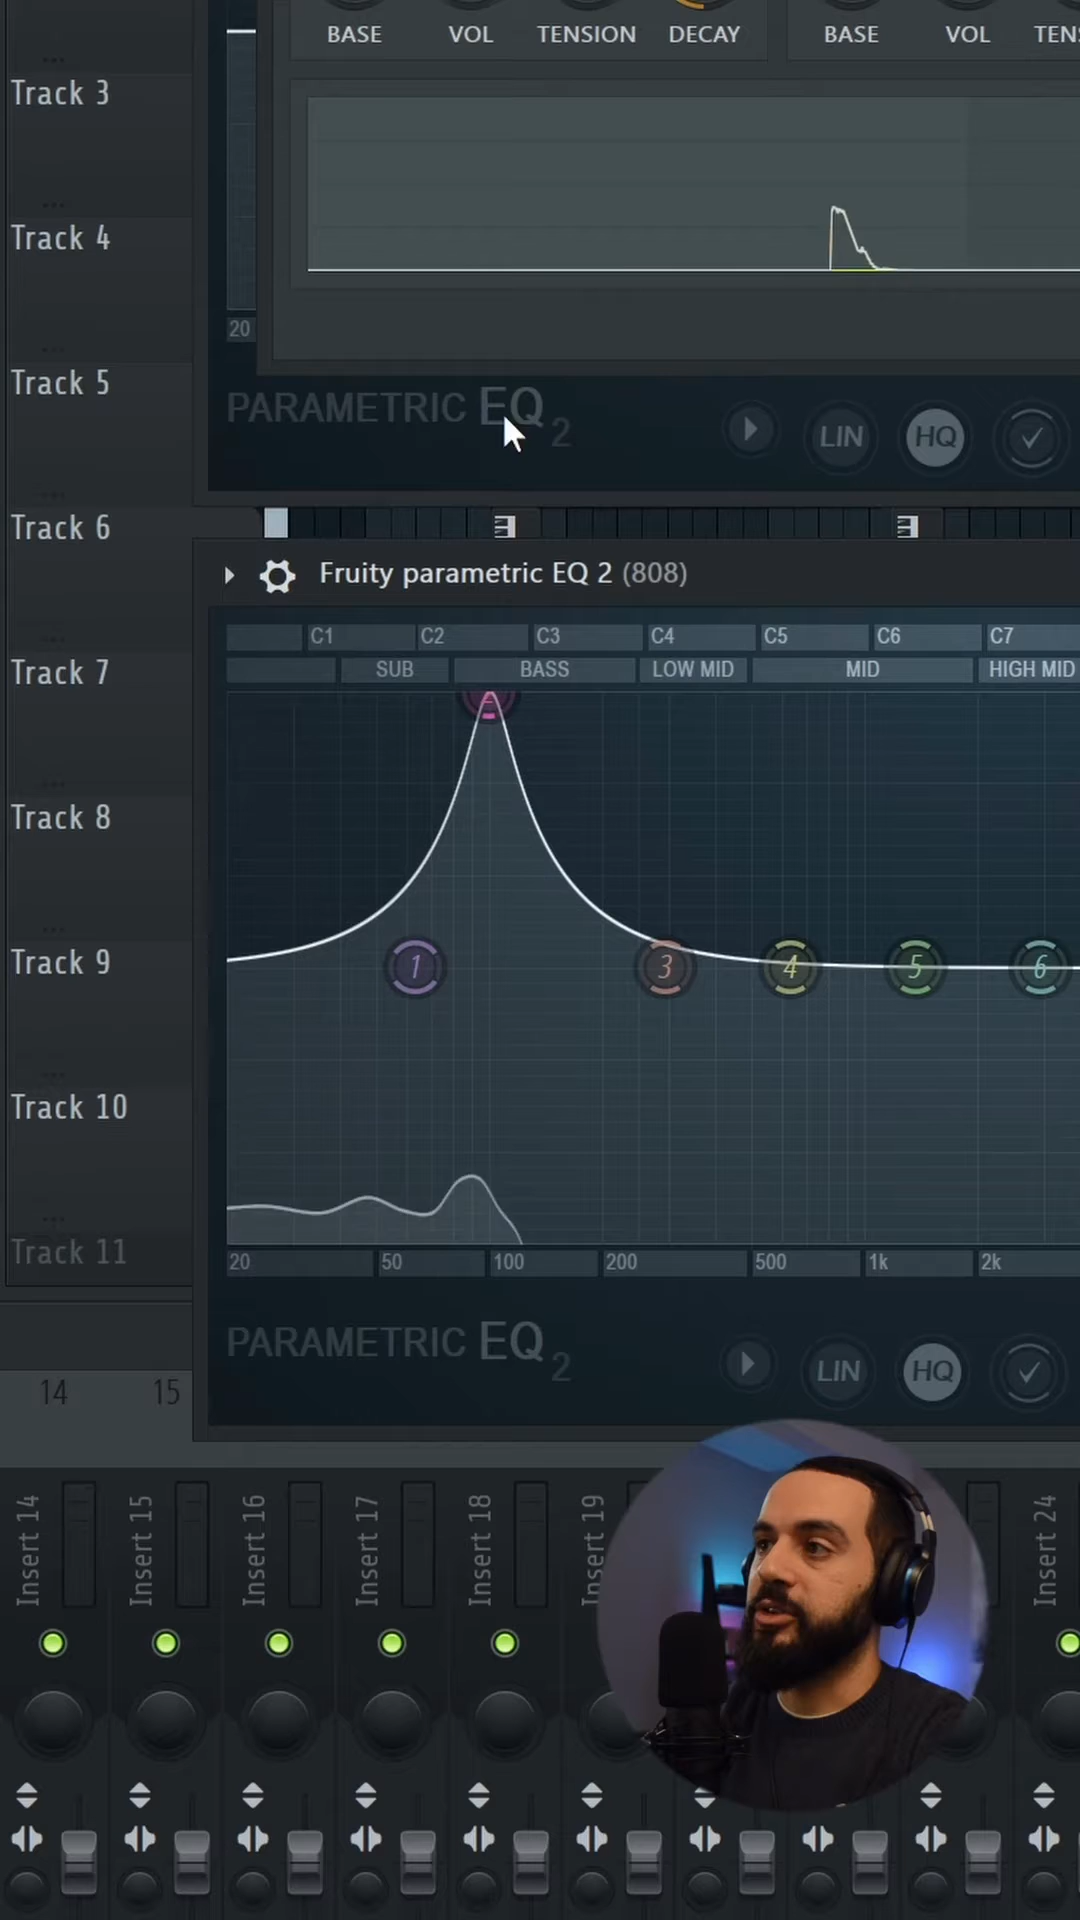 BASE VOL TENSION DECAY BASE VOL TENS
Track 3
Track 4
20
Track 5
PARAMETRIC EQ 2
LIN HQ
Track 6
Fruity parametric EQ 2 (808)
C1 C2 C3 C4 C5 C6 C7
SUB BASS LOW MID MID HIGH MID
Track 7
Track 8
Track 9
1 3 4 5 6
Track 10
Track 11
20 50 100 200 500 1k 2k
PARAMETRIC EQ 2
LIN HQ
14 15
Insert 14 Insert 15 Insert 16 Insert 17 Insert 18 Insert 19 Insert 24